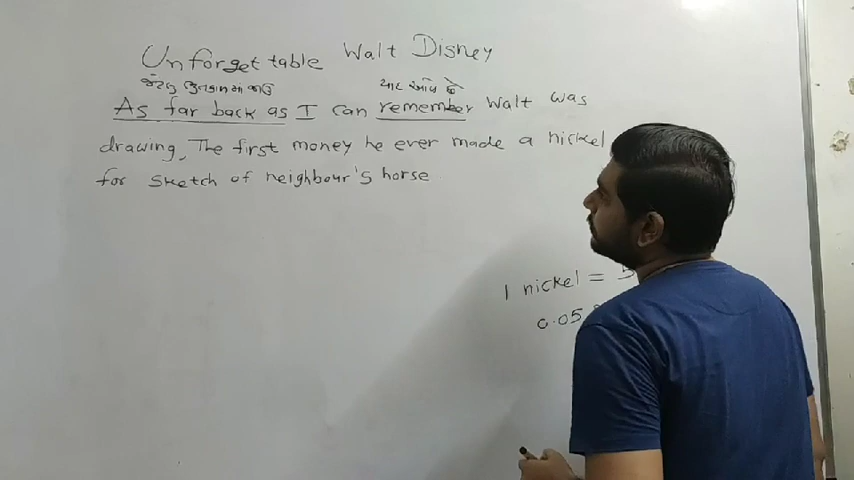 Unforgettable Walt Disney
As far back as I can remember Walt was
drawing, The first money he ever made a nickel
for sketch of neighbour's horse.
1 nickel = 5
0.05